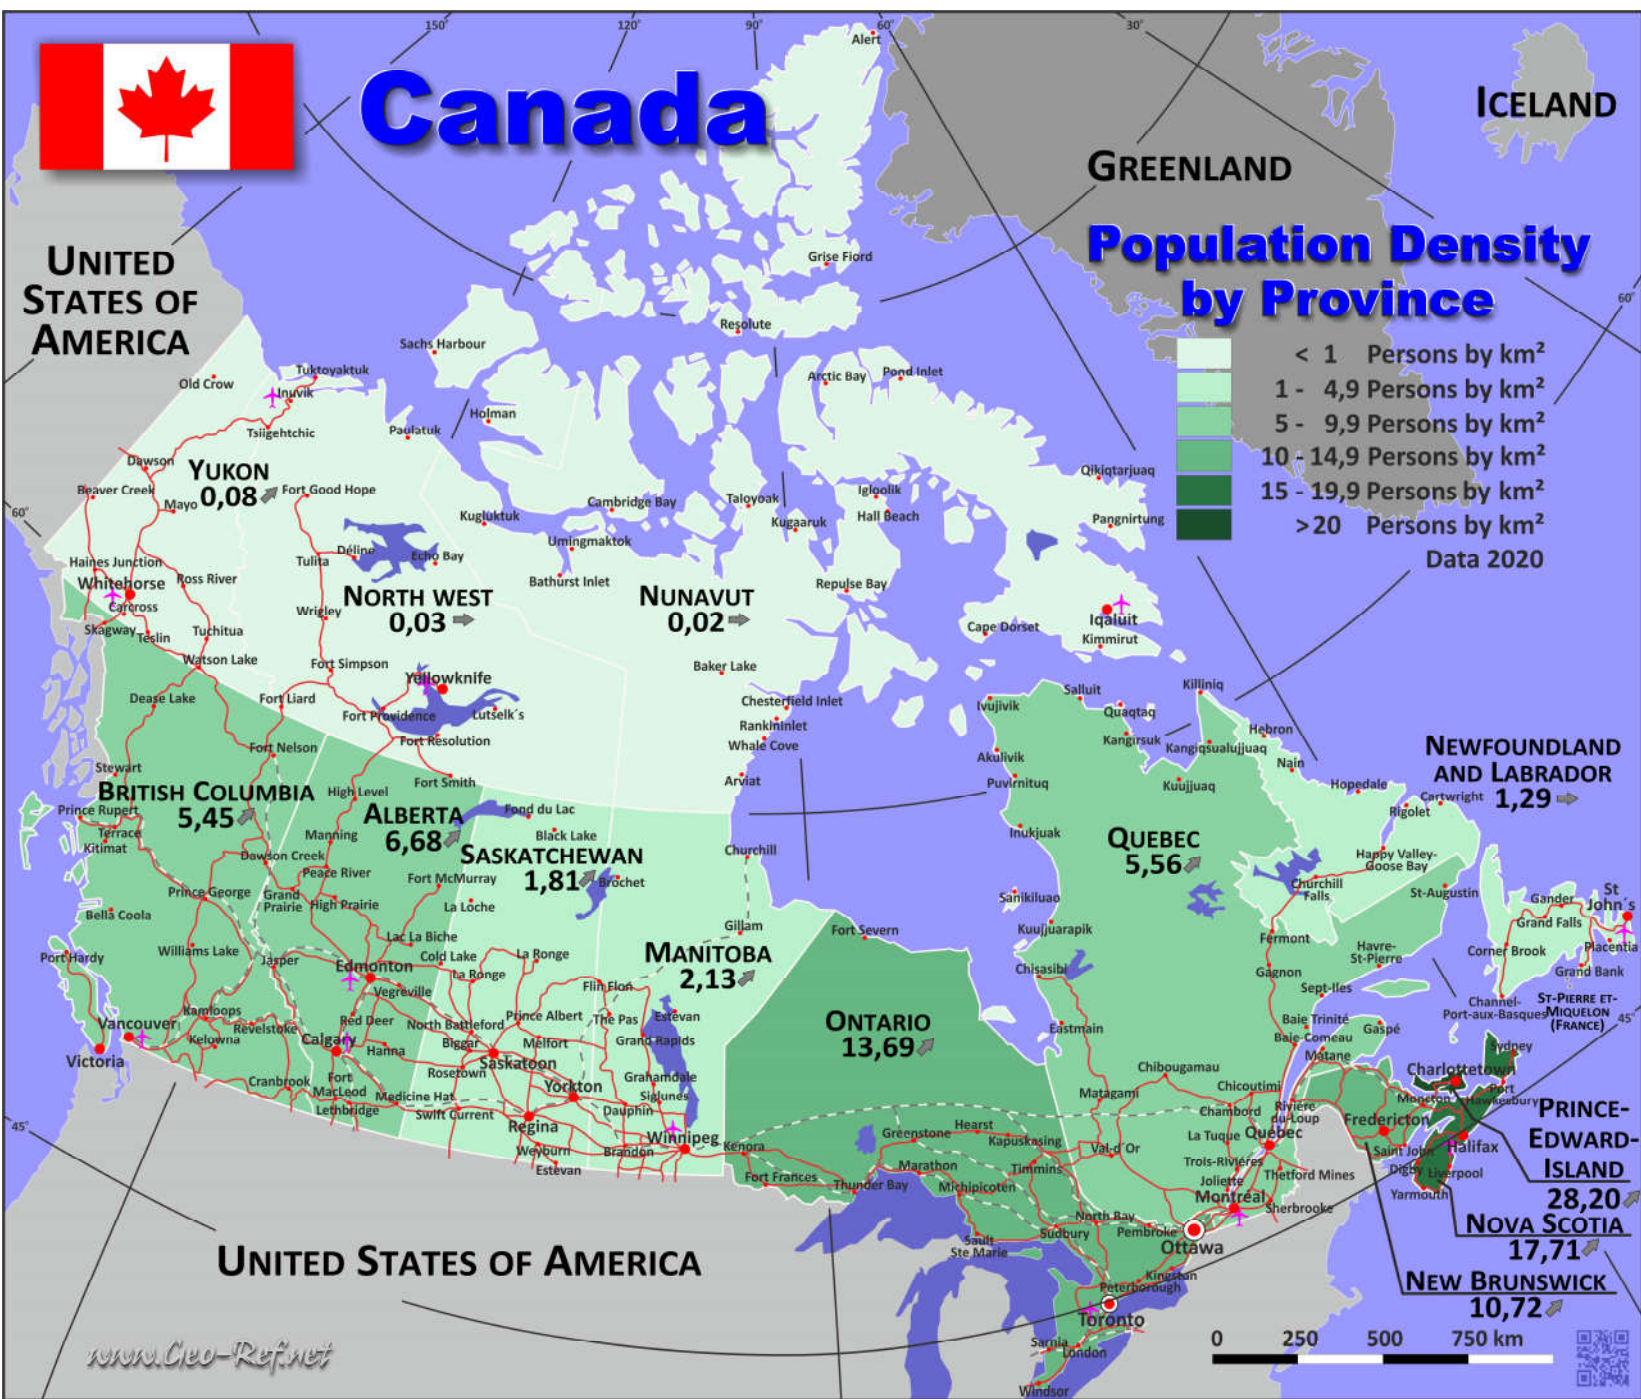 150°
120°
90°
60°
30°
Alert
Canada
ICELAND
GREENLAND
UNITED
STATES OF
AMERICA
Population Density
by Province
< 1 Persons by km²
1 - 4,9 Persons by km²
5 - 9,9 Persons by km²
10 - 14,9 Persons by km²
15 - 19,9 Persons by km²
>20 Persons by km²
Data 2020
60°
Grise Fiord
Resolute
Sachs Harbour
Tuktoyaktuk
Old Crow
Inuvik
Arctic Bay
Pond Inlet
Holman
Tsiigehtchic
Paulatuk
Dawson
YUKON
0,08
Beaver Creek
Mayo
Fort Good Hope
Qikiqtarjuaq
Cambridge Bay
Taloyoak
Igloolik
60°
Kugluktuk
Kugaaruk
Hall Beach
Pangnirtung
Umingmaktok
Déline
Echo Bay
Haines Junction
Tulita
Whitehorse
Ross River
Bathurst Inlet
Repulse Bay
NORTH WEST
0,03
NUNAVUT
0,02
Carcross
Wrigley
Skagway
Teslin
Tuchitua
Cape Dorset
Iqaluit
Kimmirut
Watson Lake
Fort Simpson
Baker Lake
Yellowknife
Dease Lake
Fort Liard
Fort Providence
Lutselk´s
Chesterfield Inlet
Rankin Inlet
Whale Cove
Ivujivik
Salluit
Killiniq
Quaqtaq
Fort Nelson
Fort Resolution
Kangirsuk
Kangiqsualujjuaq
Hebron
Akulivik
Nain
NEWFOUNDLAND
AND LABRADOR
1,29
Stewart
Fort Smith
Arviat
Puvirnituq
Kuujjuaq
Hopedale
Cartwright
BRITISH COLUMBIA
5,45
High Level
Rigolet
Prince Rupert
ALBERTA
6,68
Fond du Lac
Terrace
Manning
Black Lake
Inukjuak
QUEBEC
5,56
Kitimat
Dawson Creek
SASKATCHEWAN
1,81
Churchill
Happy Valley-
Goose Bay
Peace River
Fort McMurray
Brochet
Churchill
Falls
St-Augustin
Prince George
Grand
Prairie
High Prairie
La Loche
Sanikiluao
Gander
St
John´s
Bella Coola
Grand Falls
Gillam
Fort Severn
Kuujjuarapik
Fermont
Lac La Biche
Havre-
St-Pierre
Corner Brook
Placentia
Port Hardy
Williams Lake
Jasper
Edmonton
Cold Lake
La Ronge
La Ronge
MANITOBA
2,13
Chisasibi
Gagnon
Grand Bank
Vegreville
Flin Flon
Sept-Iles
Channel-
Port-aux-Basques
ST-PIERRE ET-
MIQUELON
(FRANCE)
45°
Kamloops
Revelstoke
Red Deer
North Battleford
Prince Albert
The Pas
Estevan
ONTARIO
13,69
Eastmain
Baie Trinité
Gaspé
Vancouver
Kelowna
Calgary
Hanna
Biggar
Melfort
Grand Rapids
Baie-Comeau
Matane
Sydney
Victoria
Saskatoon
Charlottetown
Cranbrook
Fort
MacLeod
Rosetown
Yorkton
Grahamdale
Siglunes
Chibougamau
Chicoutimi
Port
Hawkesbury
Medicine Hat
Matagami
Moncton
Lethbridge
Swift Current
Dauphin
Chambord
Rivière
du-Loup
Fredericton
PRINCE-
EDWARD-
ISLAND
28,20
45°
Regina
Winnipeg
Greenstone
Hearst
Kapuskasing
La Tuque
Québec
Halifax
Weyburn
Brandon
Kenora
Val-d´Or
Saint John
Estevan
Marathon
Timmins
Trois-Rivières
Thetford Mines
Digby
Liverpool
Fort Frances
Thunder Bay
Michipicoten
Joliette
Yarmouth
Montréal
Sherbrooke
NOVA SCOTIA
17,71
North Bay
Pembroke
Sault
Ste Marie
Sudbury
Ottawa
UNITED STATES OF AMERICA
Kingston
Peterborough
NEW BRUNSWICK
10,72
Toronto
Sarnia
London
Windsor
0 250 500 750 km
www.Geo-Ref.net